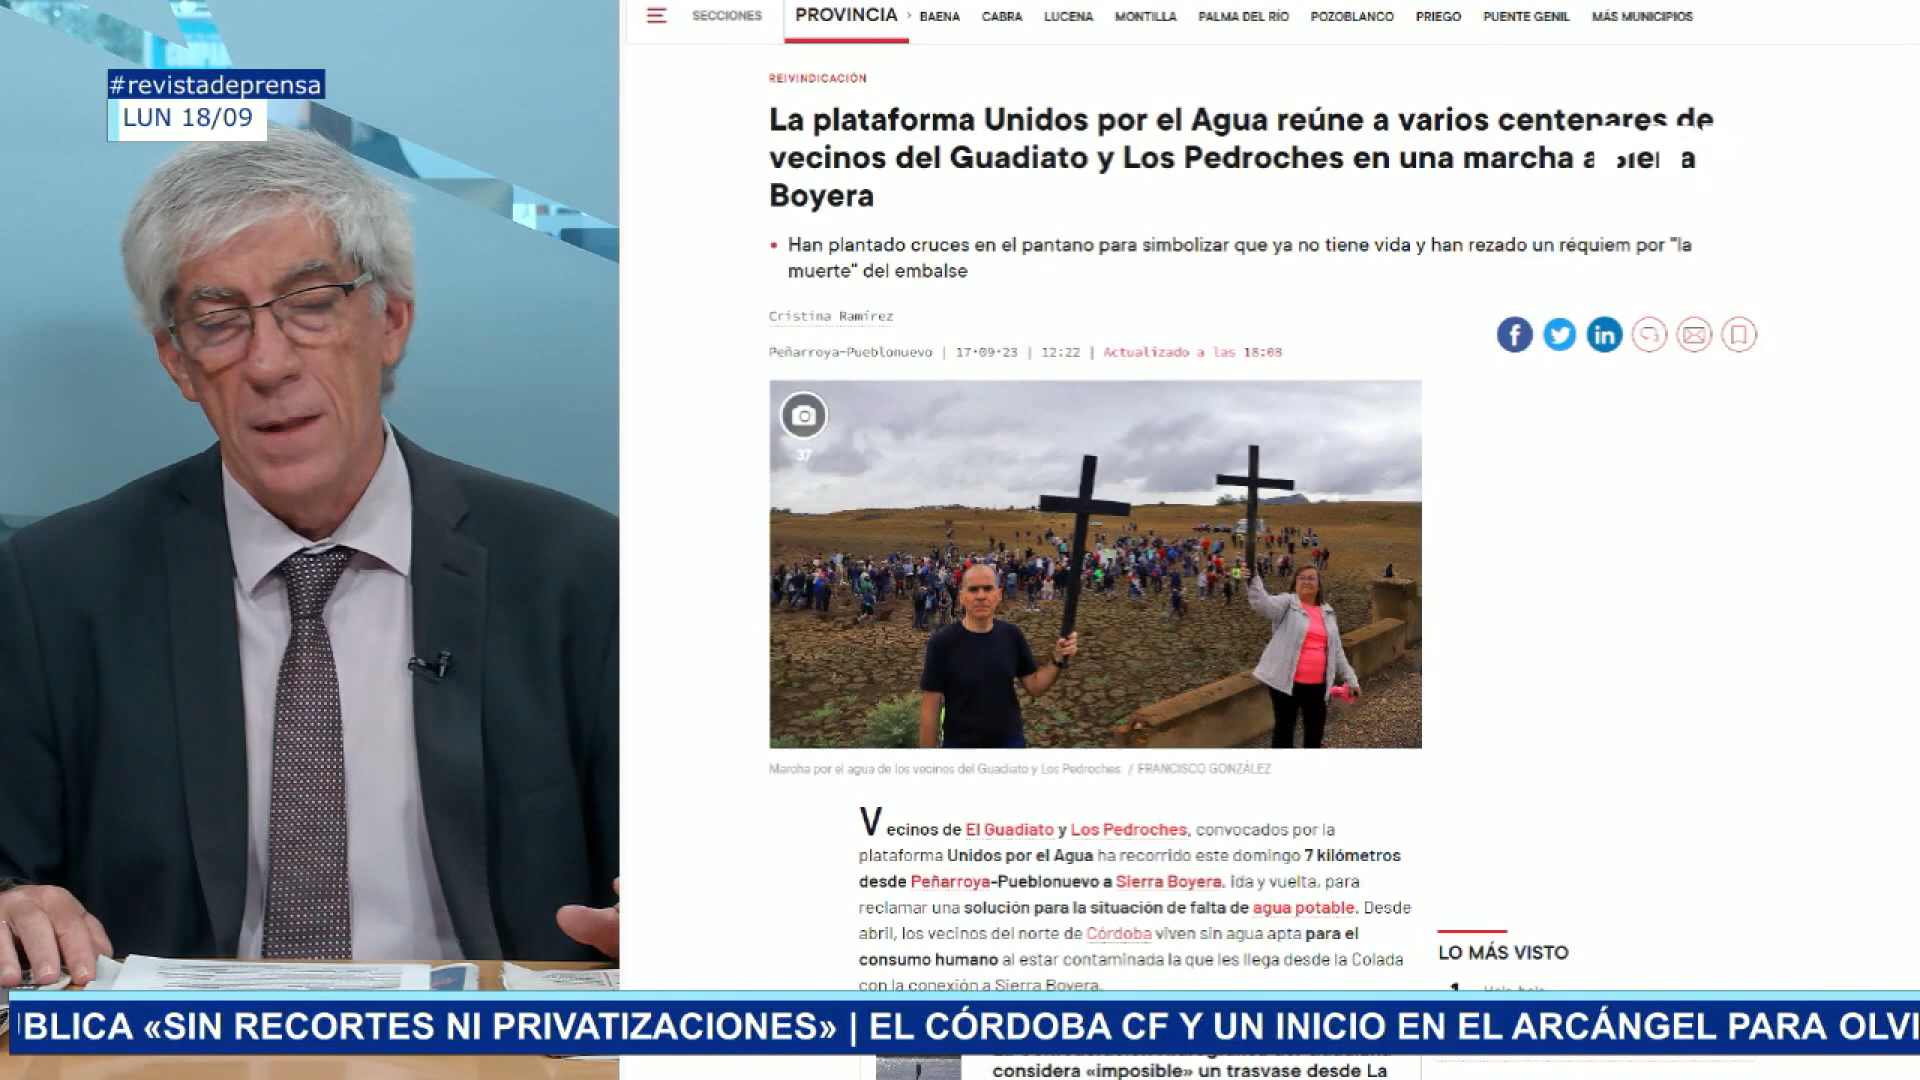 #revistadeprensa
LUN 18/09
SECCIONES PROVINCIA › BAENA CABRA LUCENA MONTILLA PALMA DEL RÍO POZOBLANCO PRIEGO PUENTE GENIL MÁS MUNICIPIOS
REIVINDICACIÓN
La plataforma Unidos por el Agua reúne a varios centenares de
vecinos del Guadiato y Los Pedroches en una marcha a
Boyera
• Han plantado cruces en el pantano para simbolizar que ya no tiene vida y han rezado un réquiem por "la
muerte" del embalse
Cristina Ramírez
Peñarroya-Pueblonuevo | 17·09·23 | 12:22 | Actualizado a las 18:08
37
Marcha por el agua de los vecinos del Guadiato y Los Pedroches / FRANCISCO GONZÁLEZ
Vecinos de El Guadiato y Los Pedroches, convocados por la
plataforma Unidos por el Agua ha recorrido este domingo 7 kilómetros
desde Peñarroya-Pueblonuevo a Sierra Boyera, ida y vuelta, para
reclamar una solución para la situación de falta de agua potable. Desde
abril, los vecinos del norte de Córdoba viven sin agua apta para el
consumo humano al estar contaminada la que les llega desde la Colada
con la conexión a Sierra Boyera.
LO MÁS VISTO
BLICA «SIN RECORTES NI PRIVATIZACIONES» | EL CÓRDOBA CF Y UN INICIO EN EL ARCÁNGEL PARA OLVI
considera «imposible» un trasvase desde La